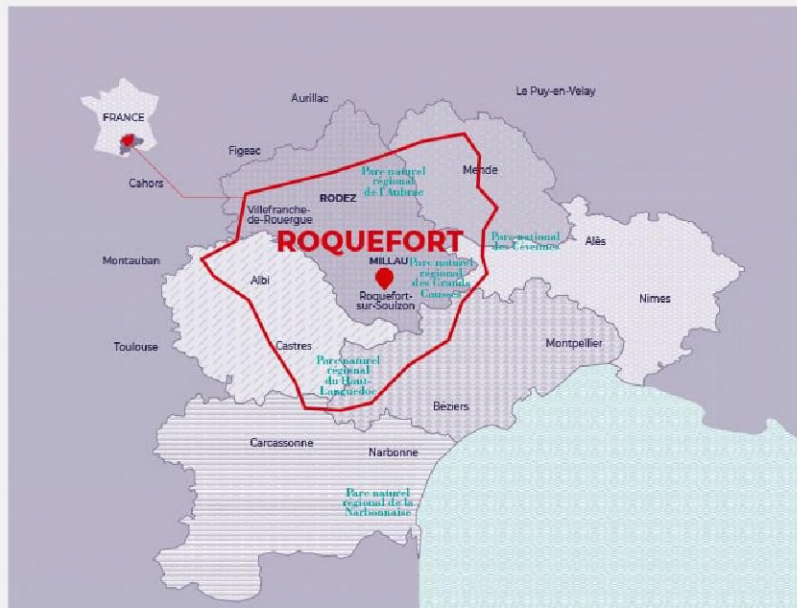 Le Puy-en-Velay
Aurillac
FRANCE
Figeac
Mende
Parc naturel
régional
de l'Aubrac
Cahors
RODEZ
Villefranche-
de-Rouergue
ROQUEFORT
Parc national
des Cévennes
Alès
Montauban
MILLAU
Parc naturel
régional
des Grands
Causses
Albi
Roquefort-
sur-Soulzon
Nimes
Toulouse
Castres
Montpellier
Parc naturel
régional
du Haut-
Languedoc
Béziers
Carcassonne
Narbonne
Parc naturel
régional de la
Narbonnaise